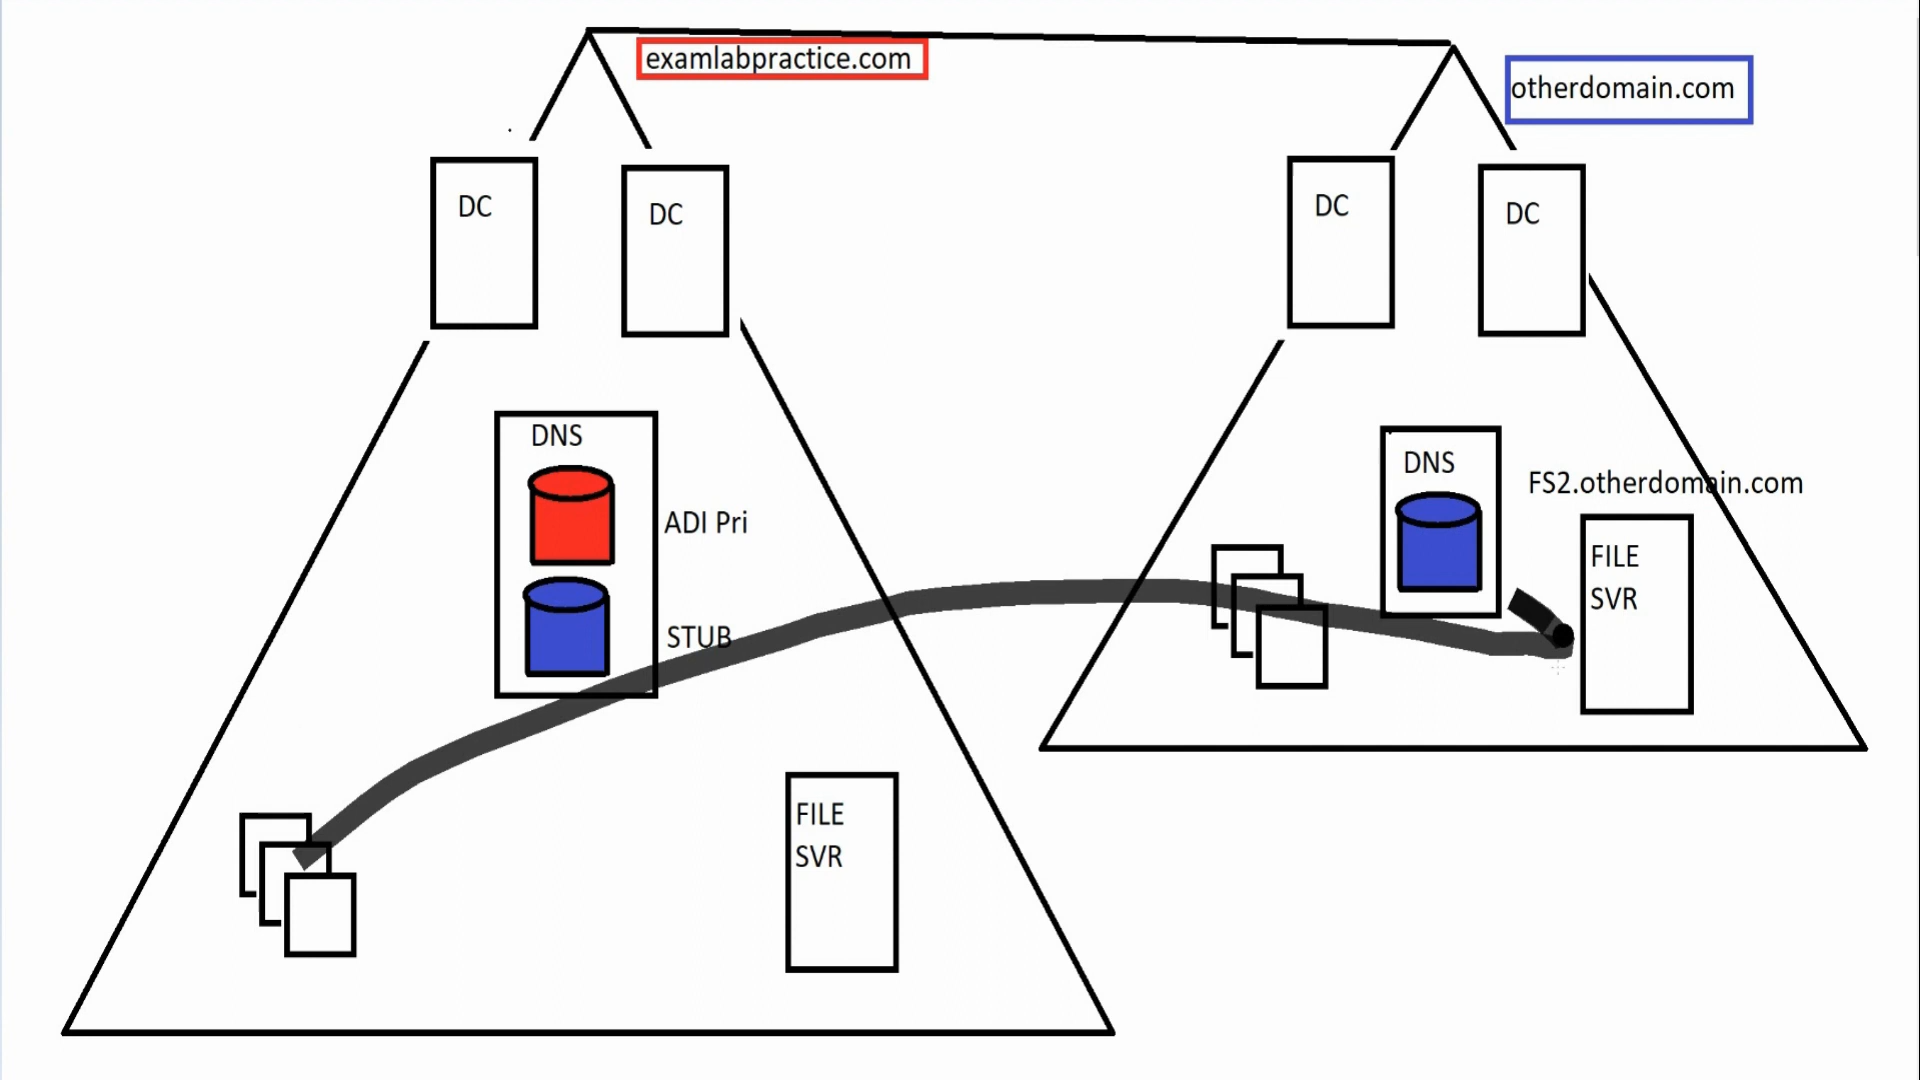 examlabpractice.com
otherdomain.com
DC
DC
DC
DC
DNS
ADI Pri
STUB
DNS
FS2.otherdomain.com
FILE
SVR
FILE
SVR